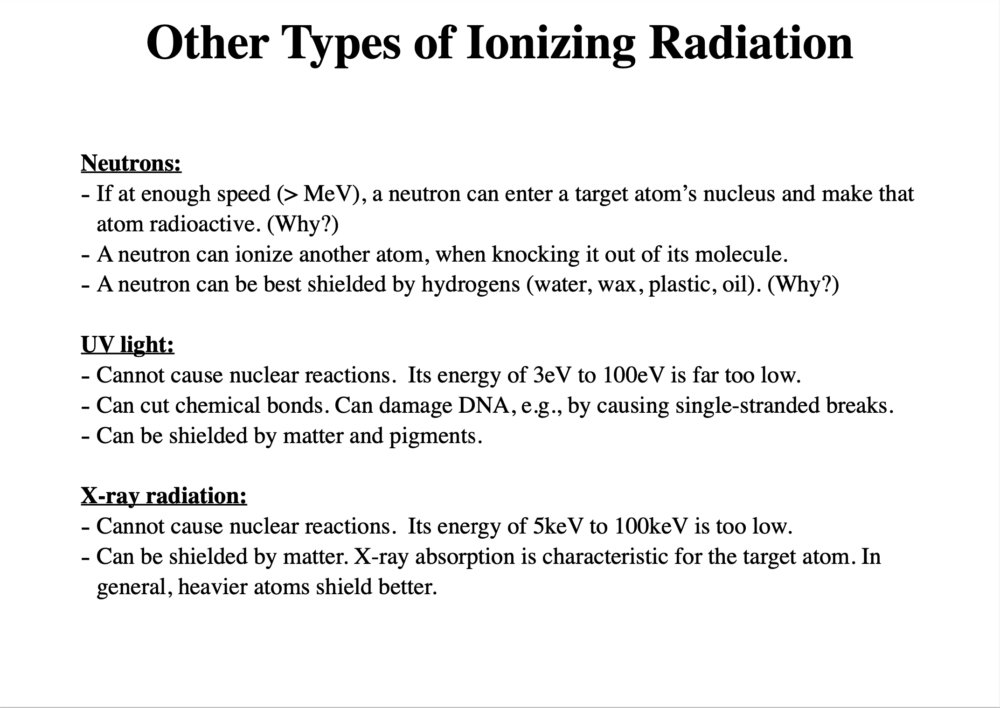 Other Types of Ionizing Radiation
Neutrons:
- If at enough speed (> MeV), a neutron can enter a target atom’s nucleus and make that
atom radioactive. (Why?)
- A neutron can ionize another atom, when knocking it out of its molecule.
- A neutron can be best shielded by hydrogens (water, wax, plastic, oil). (Why?)
UV light:
- Cannot cause nuclear reactions.  Its energy of 3eV to 100eV is far too low.
- Can cut chemical bonds. Can damage DNA, e.g., by causing single-stranded breaks.
- Can be shielded by matter and pigments.
X-ray radiation:
- Cannot cause nuclear reactions.  Its energy of 5keV to 100keV is too low.
- Can be shielded by matter. X-ray absorption is characteristic for the target atom. In
general, heavier atoms shield better.